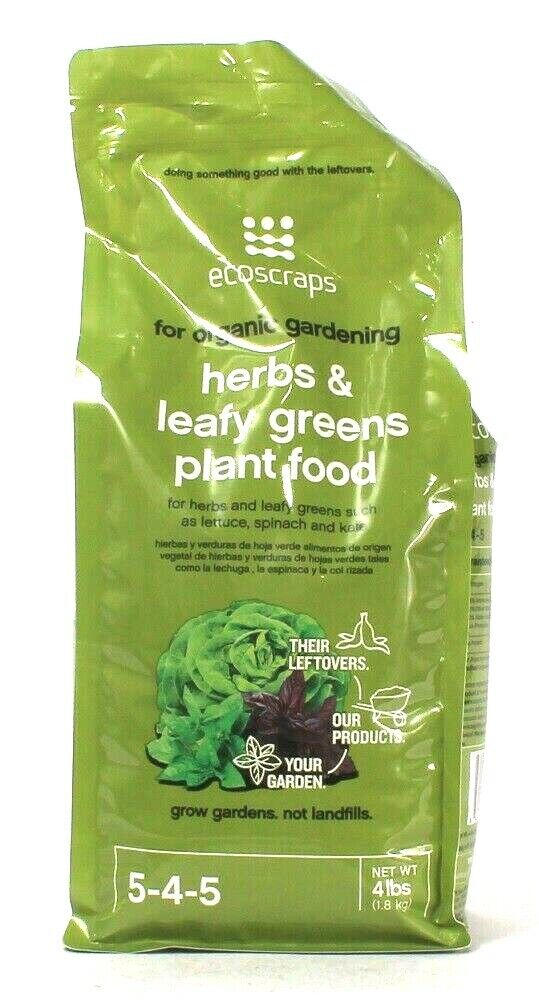 doing something good with the leftovers.
ecoscraps
for organic gardening
herbs &
leafy greens
plant food
for herbs and leafy greens such
as lettuce, spinach and kale
hierbas y verduras de hoja verde alimentos de origen
vegetal de hierbas y verduras de hojas verdes tales
como la lechuga , la espinaca y la col rizada
THEIR
LEFTOVERS.
OUR
PRODUCTS.
YOUR
GARDEN.
grow gardens. not landfills.
5-4-5
NET WT
4lbs
(1.8 kg)